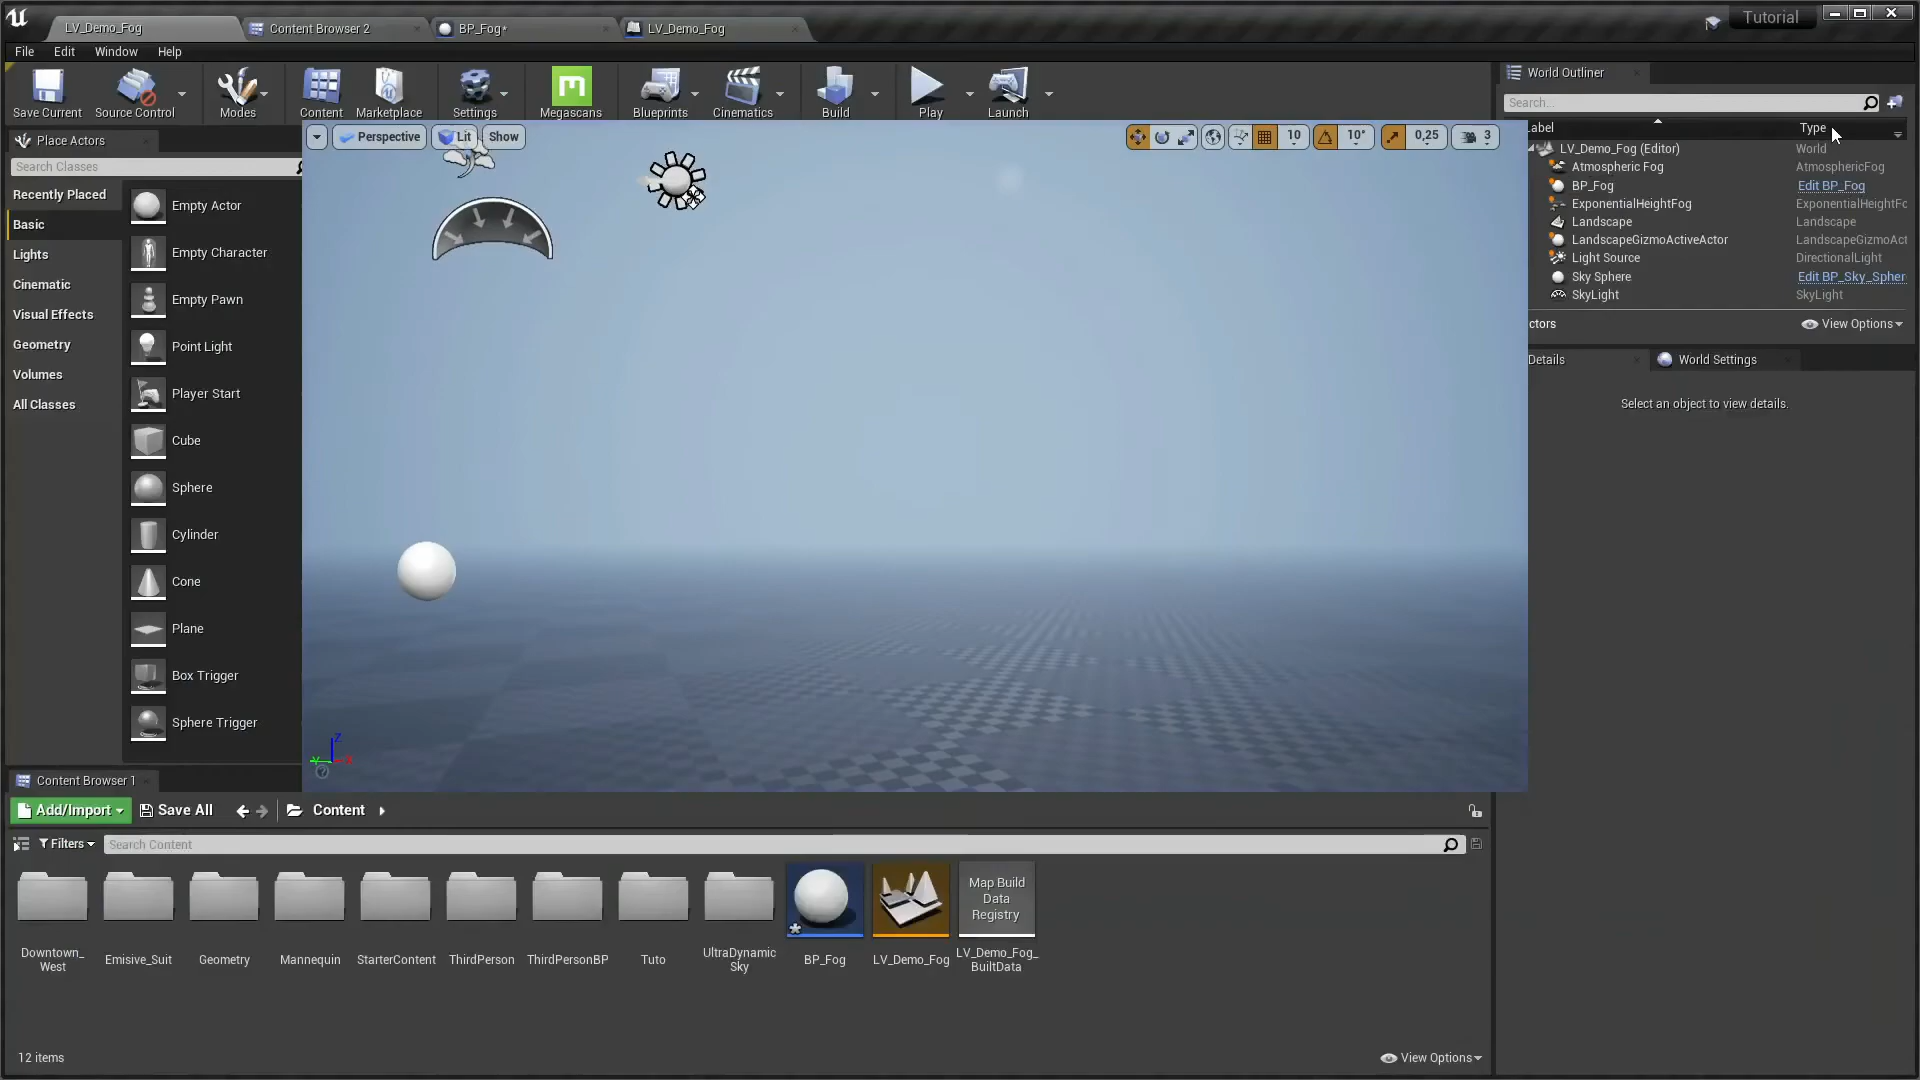 LV_Demo_Fog
Content Browser 2
BP_Fog*
LV_Demo_Fog
Tutorial
File Edit Window Help
Save Current
Source Control
Modes
Content
Marketplace
Settings
Megascans
Blueprints
Cinematics
Build
Play
Launch
World Outliner
Search...
Label
Type
LV_Demo_Fog (Editor) World
Atmospheric Fog AtmosphericFog
BP_Fog Edit BP_Fog
ExponentialHeightFog ExponentialHeightFo
Landscape Landscape
LandscapeGizmoActiveActor LandscapeGizmoAct
Light Source DirectionalLight
Sky Sphere Edit BP_Sky_Spher
SkyLight SkyLight
ctors
View Options
Details
World Settings
Select an object to view details.
Place Actors
Search Classes
Recently Placed
Basic
Lights
Cinematic
Visual Effects
Geometry
Volumes
All Classes
Empty Actor
Empty Character
Empty Pawn
Point Light
Player Start
Cube
Sphere
Cylinder
Cone
Plane
Box Trigger
Sphere Trigger
Perspective
Lit
Show
10
10°
0,25
3
Z
Y
X
Content Browser 1
Add/Import
Save All
Content
Filters
Search Content
Downtown_
West
Emisive_Suit
Geometry
Mannequin
StarterContent
ThirdPerson
ThirdPersonBP
Tuto
UltraDynamic
Sky
BP_Fog
LV_Demo_Fog
Map Build
Data
Registry
LV_Demo_Fog_
BuiltData
12 items
View Options